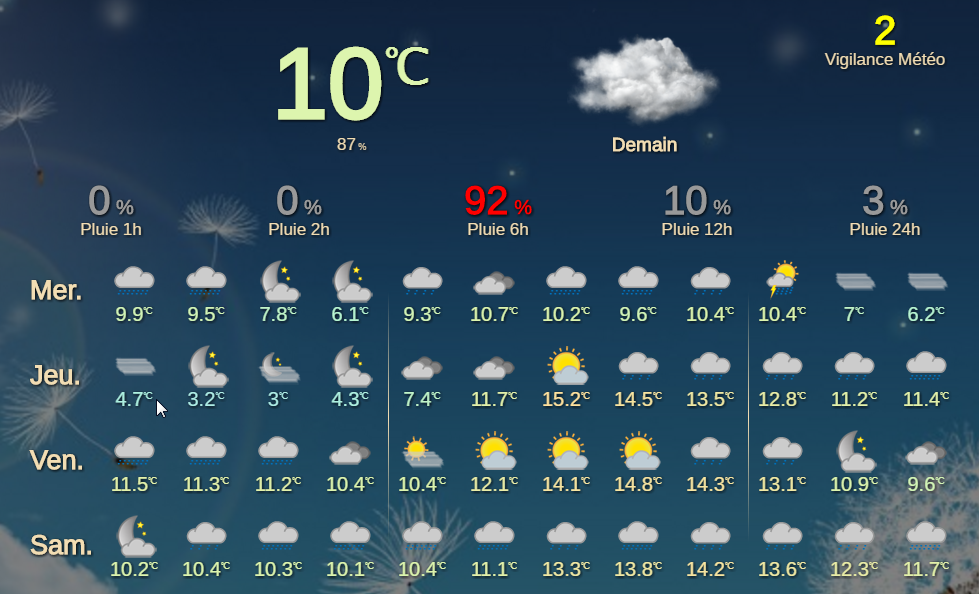 2
Vigilance Météo
10°C
87%
Demain
0 % 0 % 92 % 10 % 3 %
Pluie 1h Pluie 2h Pluie 6h Pluie 12h Pluie 24h
Mer.
9.9°C 9.5°C 7.8°C 6.1°C 9.3°C 10.7°C 10.2°C 9.6°C 10.4°C 10.4°C 7°C 6.2°C
Jeu.
4.7°C 3.2°C 3°C 4.3°C 7.4°C 11.7°C 15.2°C 14.5°C 13.5°C 12.8°C 11.2°C 11.4°C
Ven.
11.5°C 11.3°C 11.2°C 10.4°C 10.4°C 12.1°C 14.1°C 14.8°C 14.3°C 13.1°C 10.9°C 9.6°C
Sam.
10.2°C 10.4°C 10.3°C 10.1°C 10.4°C 11.1°C 13.3°C 13.8°C 14.2°C 13.6°C 12.3°C 11.7°C